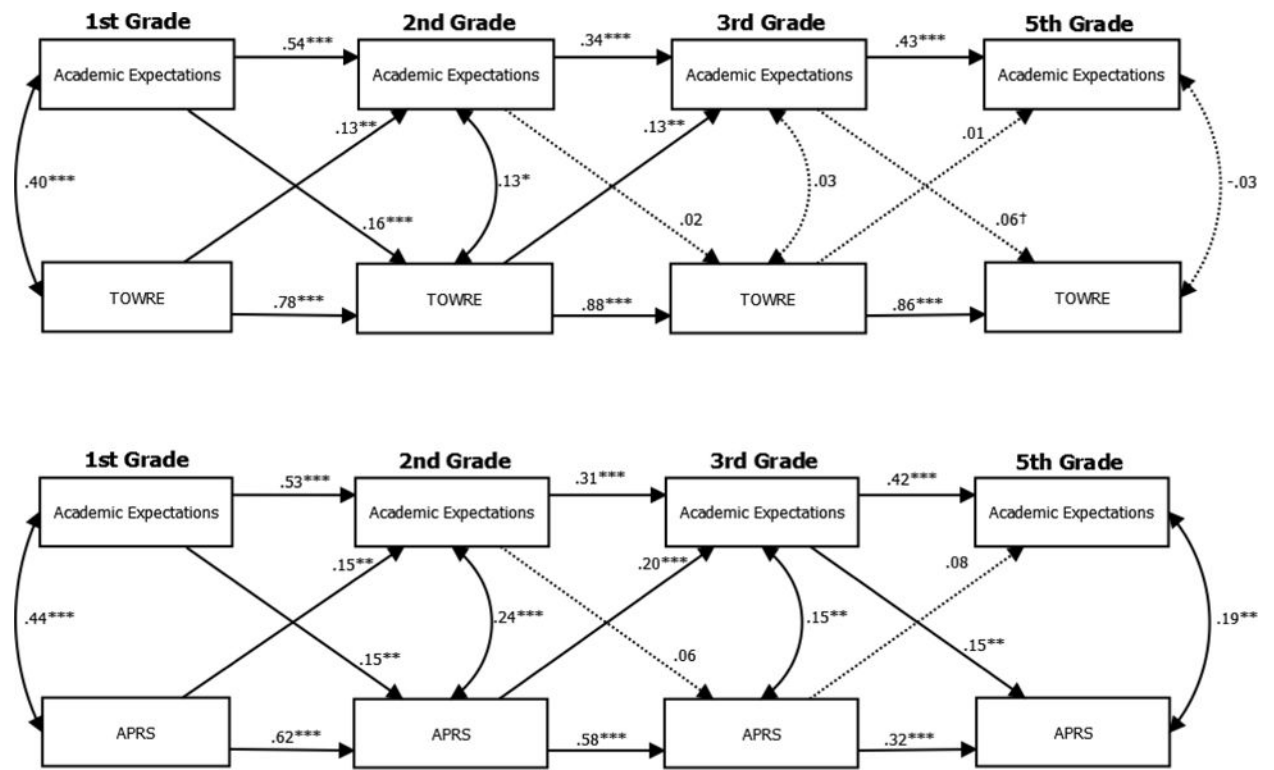 1st Grade 2nd Grade 3rd Grade 5th Grade
.54*** .34*** .43***
Academic Expectations Academic Expectations Academic Expectations Academic Expectations
.13** .13** .01
.40*** .13* .03 -.03
.16*** .02 .06†
TOWRE TOWRE TOWRE TOWRE
.78*** .88*** .86***
1st Grade 2nd Grade 3rd Grade 5th Grade
.53*** .31*** .42***
Academic Expectations Academic Expectations Academic Expectations Academic Expectations
.15** .20*** .08
.44*** .24*** .15** .19**
.15** .06 .15**
APRS APRS APRS APRS
.62*** .58*** .32***